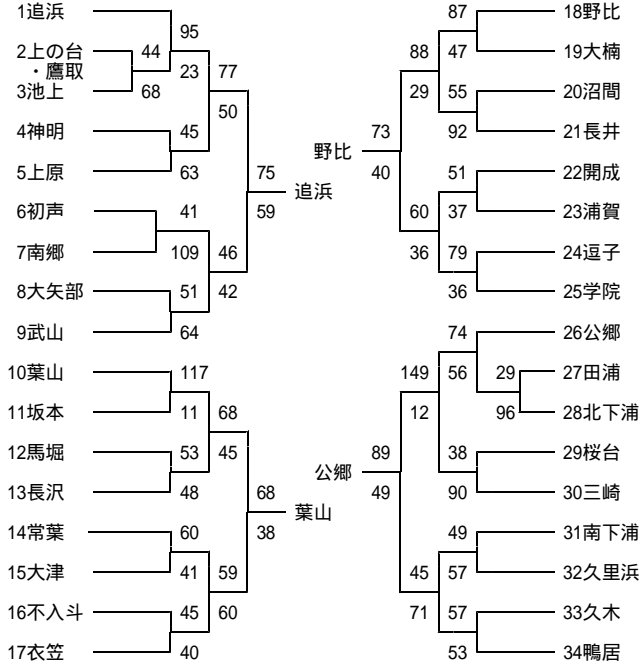 1追浜
95
2上の台
・鷹取
44
23
77
3池上
68
50
4神明
45
5上原
63
75
追浜
59
6初声
41
7南郷
109
46
8大矢部
51
42
9武山
64
10葉山
117
11坂本
11
68
12馬堀
53
45
13長沢
48
68
葉山
38
14常葉
60
15大津
41
59
16不入斗
45
60
17衣笠
40
87
18野比
88
47
19大楠
29
55
20沼間
92
21長井
73
野比
40
51
22開成
60
37
23浦賀
36
79
24逗子
36
25学院
74
26公郷
149
56
29
27田浦
12
96
28北下浦
89
公郷
49
38
29桜台
90
30三崎
49
31南下浦
45
57
32久里浜
71
57
33久木
53
34鴨居